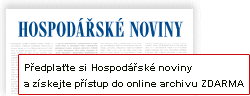 HOSPODÁŘSKÉ NOVINY
Předplaťte si Hospodářské noviny
a získejte přístup do online archivu ZDARMA